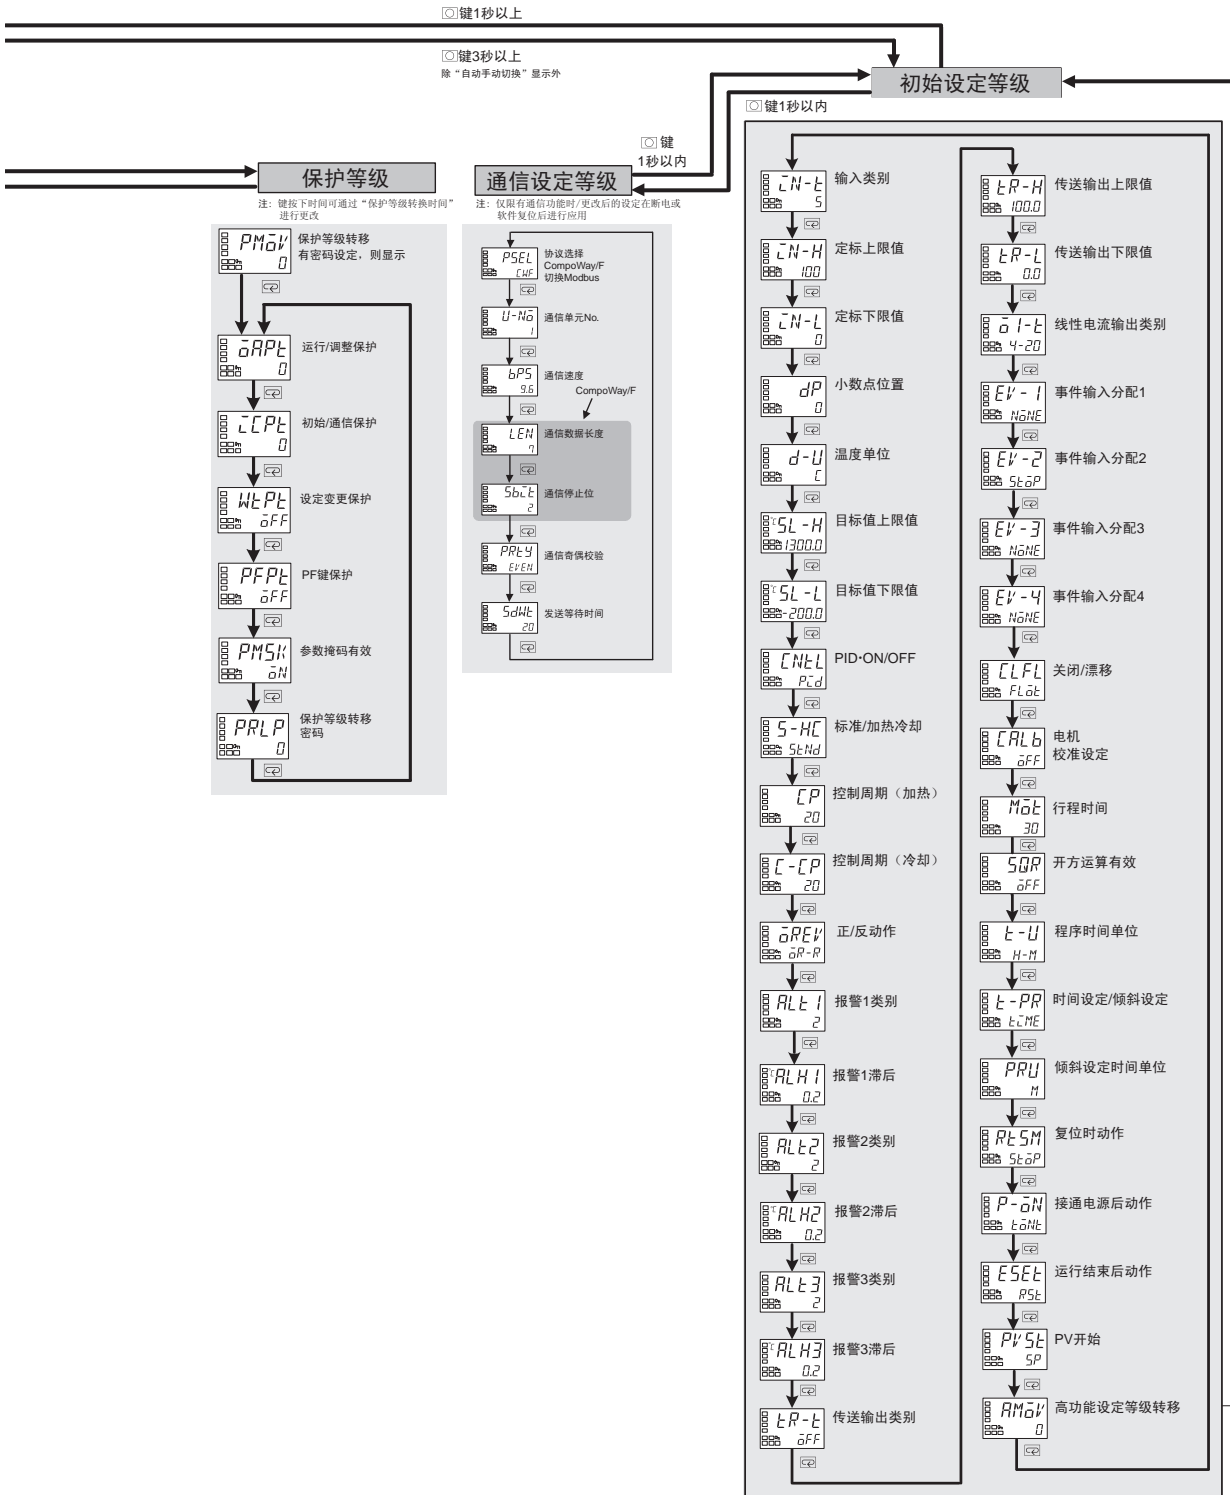 键1秒以上
键3秒以上
除“自动手动切换”显示外
初始设定等级
键1秒以内
键
1秒以内
保护等级
注: 键按下时间可通过“保护等级转换时间”
进行更改
PMoV
0
保护等级转移
有密码设定，则显示
oAPt
0
运行/调整保护
iCPt
0
初始/通信保护
WtPt
oFF
设定变更保护
PFPt
oFF
PF键保护
PMSK
oN
参数掩码有效
PRLP
0
保护等级转移
密码
通信设定等级
注: 仅限有通信功能时/更改后的设定在断电或
软件复位后进行应用
PSEL
CWF
协议选择
CompoWay/F
切换Modbus
U-No
1
通信单元No.
bPS
9.6
通信速度
CompoWay/F
LEN
7
通信数据长度
Sbit
2
通信停止位
PRtY
EVEN
通信奇偶校验
SdWt
20
发送等待时间
iN-t
5
输入类别
iN-H
100
定标上限值
iN-L
0
定标下限值
dP
0
小数点位置
d-U
C
温度单位
℃ SL-H
1300.0
目标值上限值
℃ SL-L
-200.0
目标值下限值
CNtL
Pid
PID·ON/OFF
S-HC
StNd
标准/加热冷却
CP
20
控制周期（加热）
C-CP
20
控制周期（冷却）
oREV
oR-R
正/反动作
ALt1
2
报警1类别
℃ ALH1
0.2
报警1滞后
ALt2
2
报警2类别
℃ ALH2
0.2
报警2滞后
ALt3
2
报警3类别
℃ ALH3
0.2
报警3滞后
tR-t
oFF
传送输出类别
tR-H
100.0
传送输出上限值
tR-L
0.0
传送输出下限值
o1-t
4-20
线性电流输出类别
EV-1
NoNE
事件输入分配1
EV-2
StoP
事件输入分配2
EV-3
NoNE
事件输入分配3
EV-4
NoNE
事件输入分配4
CLFL
FLot
关闭/漂移
CALb
oFF
电机
校准设定
Mot
30
行程时间
SQR
oFF
开方运算有效
t-U
H-M
程序时间单位
t-PR
tiME
时间设定/倾斜设定
PRU
M
倾斜设定时间单位
RtSM
StoP
复位时动作
P-oN
CoNt
接通电源后动作
ESEt
RSt
运行结束后动作
PVSt
SP
PV开始
AMoV
0
高功能设定等级转移